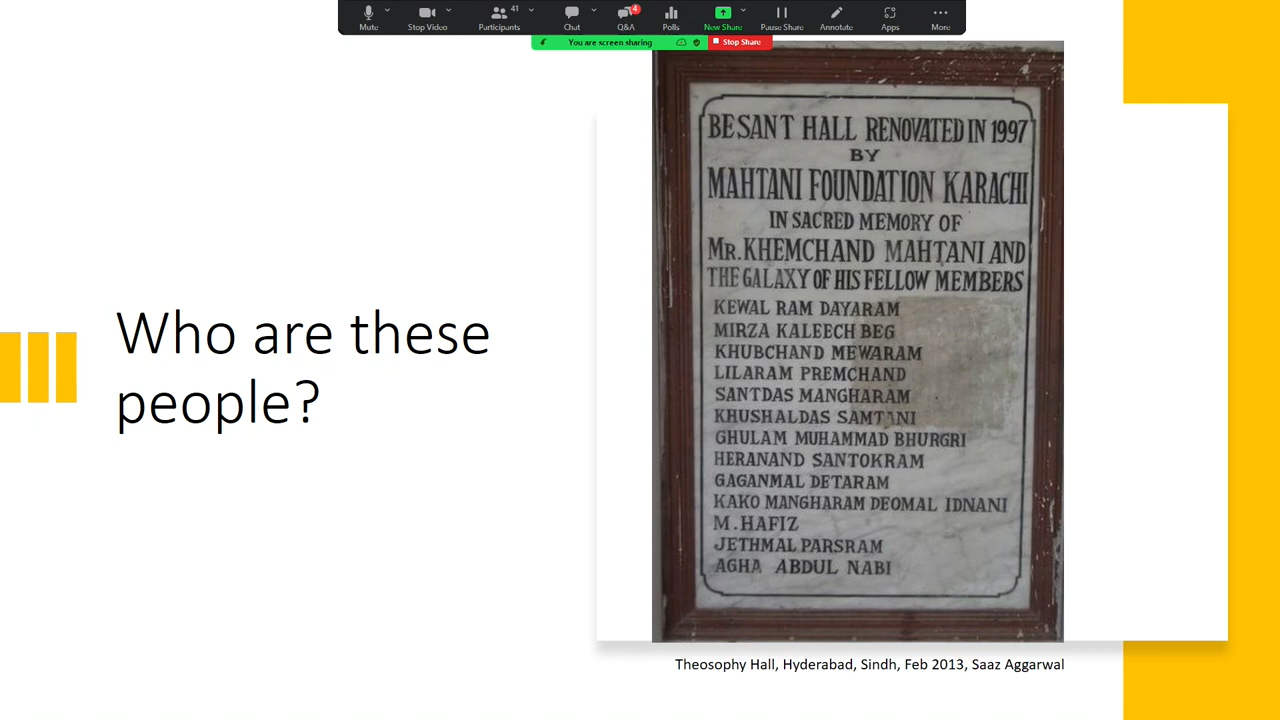 Mute
Stop Video
Participants
41
Chat
Q&A
4
Polls
New Share
Pause Share
Annotate
Apps
More
You are screen sharing
Stop Share
Who are these
people?
BESANT HALL RENOVATED IN 1997
BY
MAHTANI FOUNDATION KARACHI
IN SACRED MEMORY OF
MR. KHEMCHAND MAHTANI AND
THE GALAXY OF HIS FELLOW MEMBERS
KEWAL RAM DAYARAM
MIRZA KALEECH BEG
KHUBCHAND MEWARAM
LILARAM PREMCHAND
SANTDAS MANGHARAM
KHUSHALDAS SAMTANI
GHULAM MUHAMMAD BHURGRI
HERANAND SANTOKRAM
GAGANMAL DETARAM
KAKO MANGHARAM DEOMAL IDNANI
M. HAFIZ
JETHMAL PARSRAM
AGHA ABDUL NABI
Theosophy Hall, Hyderabad, Sindh, Feb 2013, Saaz Aggarwal